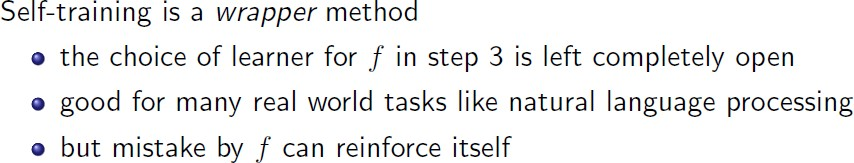 Self-training is a wrapper method
the choice of learner for f in step 3 is left completely open
good for many real world tasks like natural language processing
but mistake by f can reinforce itself